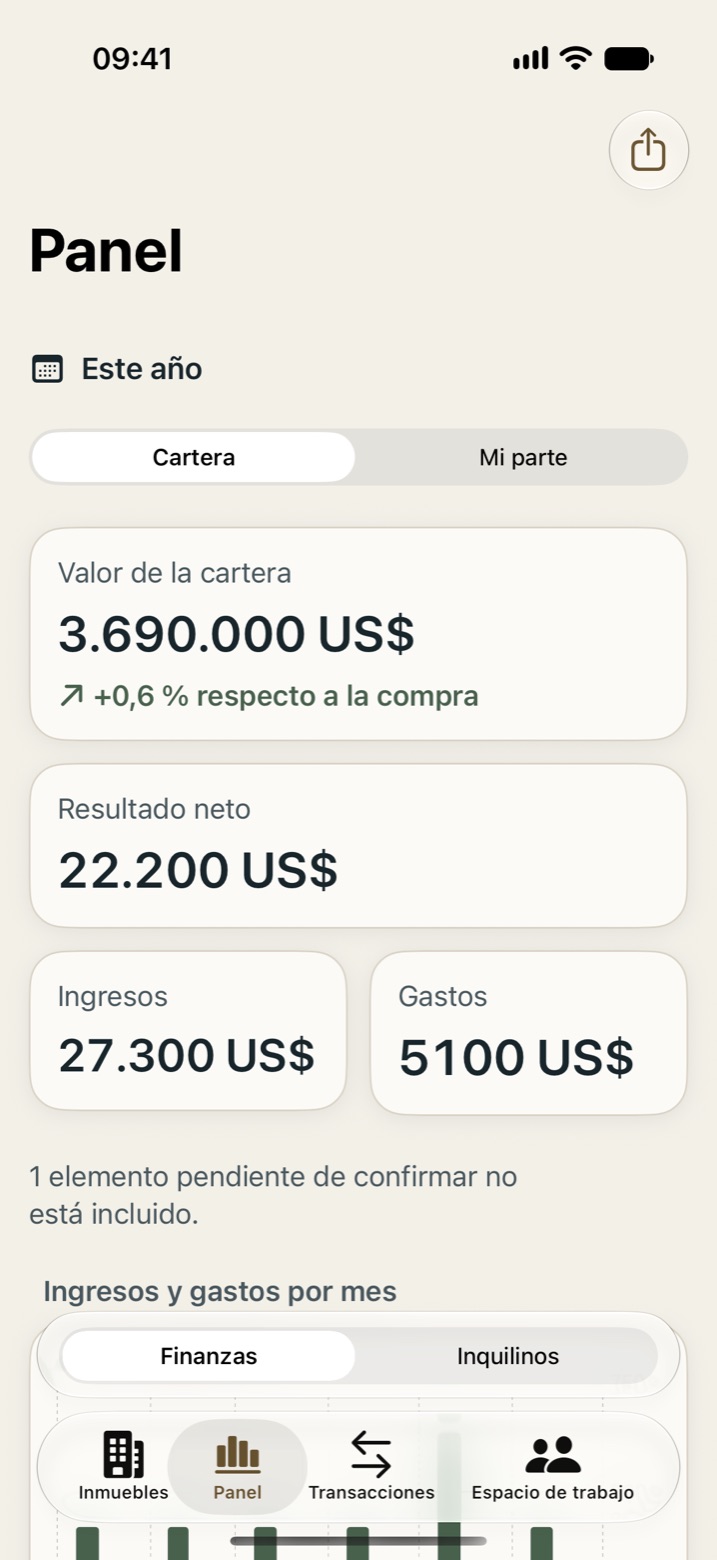 09:41
Panel
Este año
Cartera
Mi parte
Valor de la cartera
3.690.000 US$
+0,6 % respecto a la compra
Resultado neto
22.200 US$
Ingresos
27.300 US$
Gastos
5100 US$
1 elemento pendiente de confirmar no
está incluido.
Ingresos y gastos por mes
Finanzas
Inquilinos
Inmuebles
Panel
Transacciones
Espacio de trabajo